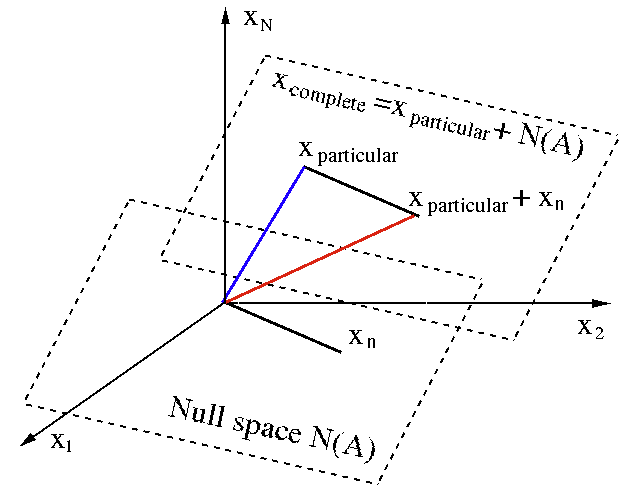 x_N
x_complete = x_particular + N(A)
x_particular
x_particular + x_n
x_2
x_n
Null space N(A)
x_1